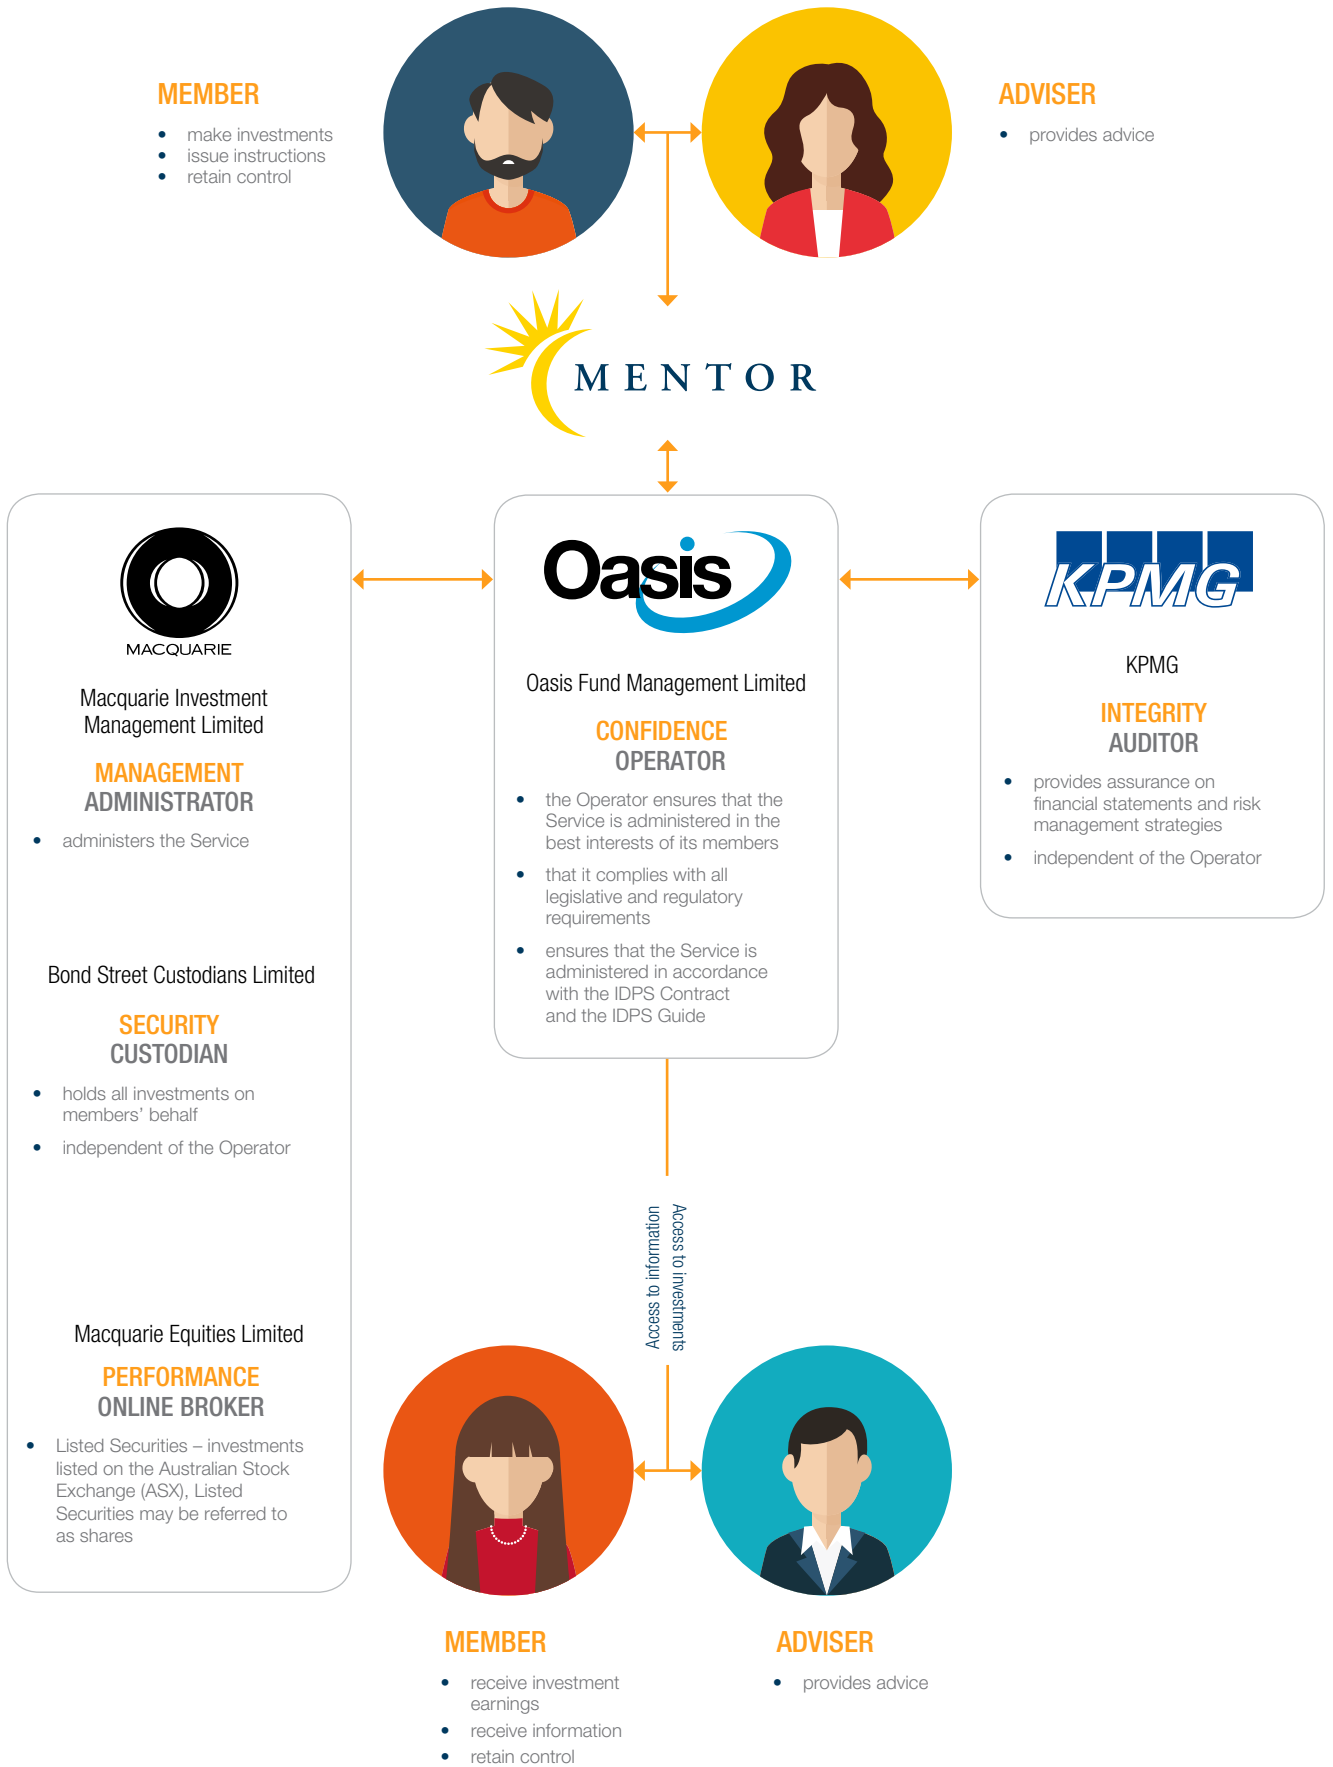 MEMBER
• make investments
• issue instructions
• retain control
ADVISER
• provides advice
MENTOR
MACQUARIE
Macquarie Investment
Management Limited
MANAGEMENT
ADMINISTRATOR
• administers the Service
Bond Street Custodians Limited
SECURITY
CUSTODIAN
• holds all investments on
members’ behalf
• independent of the Operator
Macquarie Equities Limited
PERFORMANCE
ONLINE BROKER
• Listed Securities – investments
listed on the Australian Stock
Exchange (ASX), Listed
Securities may be referred to
as shares
Oasis
Oasis Fund Management Limited
CONFIDENCE
OPERATOR
• the Operator ensures that the
Service is administered in the
best interests of its members
• that it complies with all
legislative and regulatory
requirements
• ensures that the Service is
administered in accordance
with the IDPS Contract
and the IDPS Guide
KPMG
KPMG
INTEGRITY
AUDITOR
• provides assurance on
financial statements and risk
management strategies
• independent of the Operator
Access to information
Access to investments
MEMBER
• receive investment
earnings
• receive information
• retain control
ADVISER
• provides advice